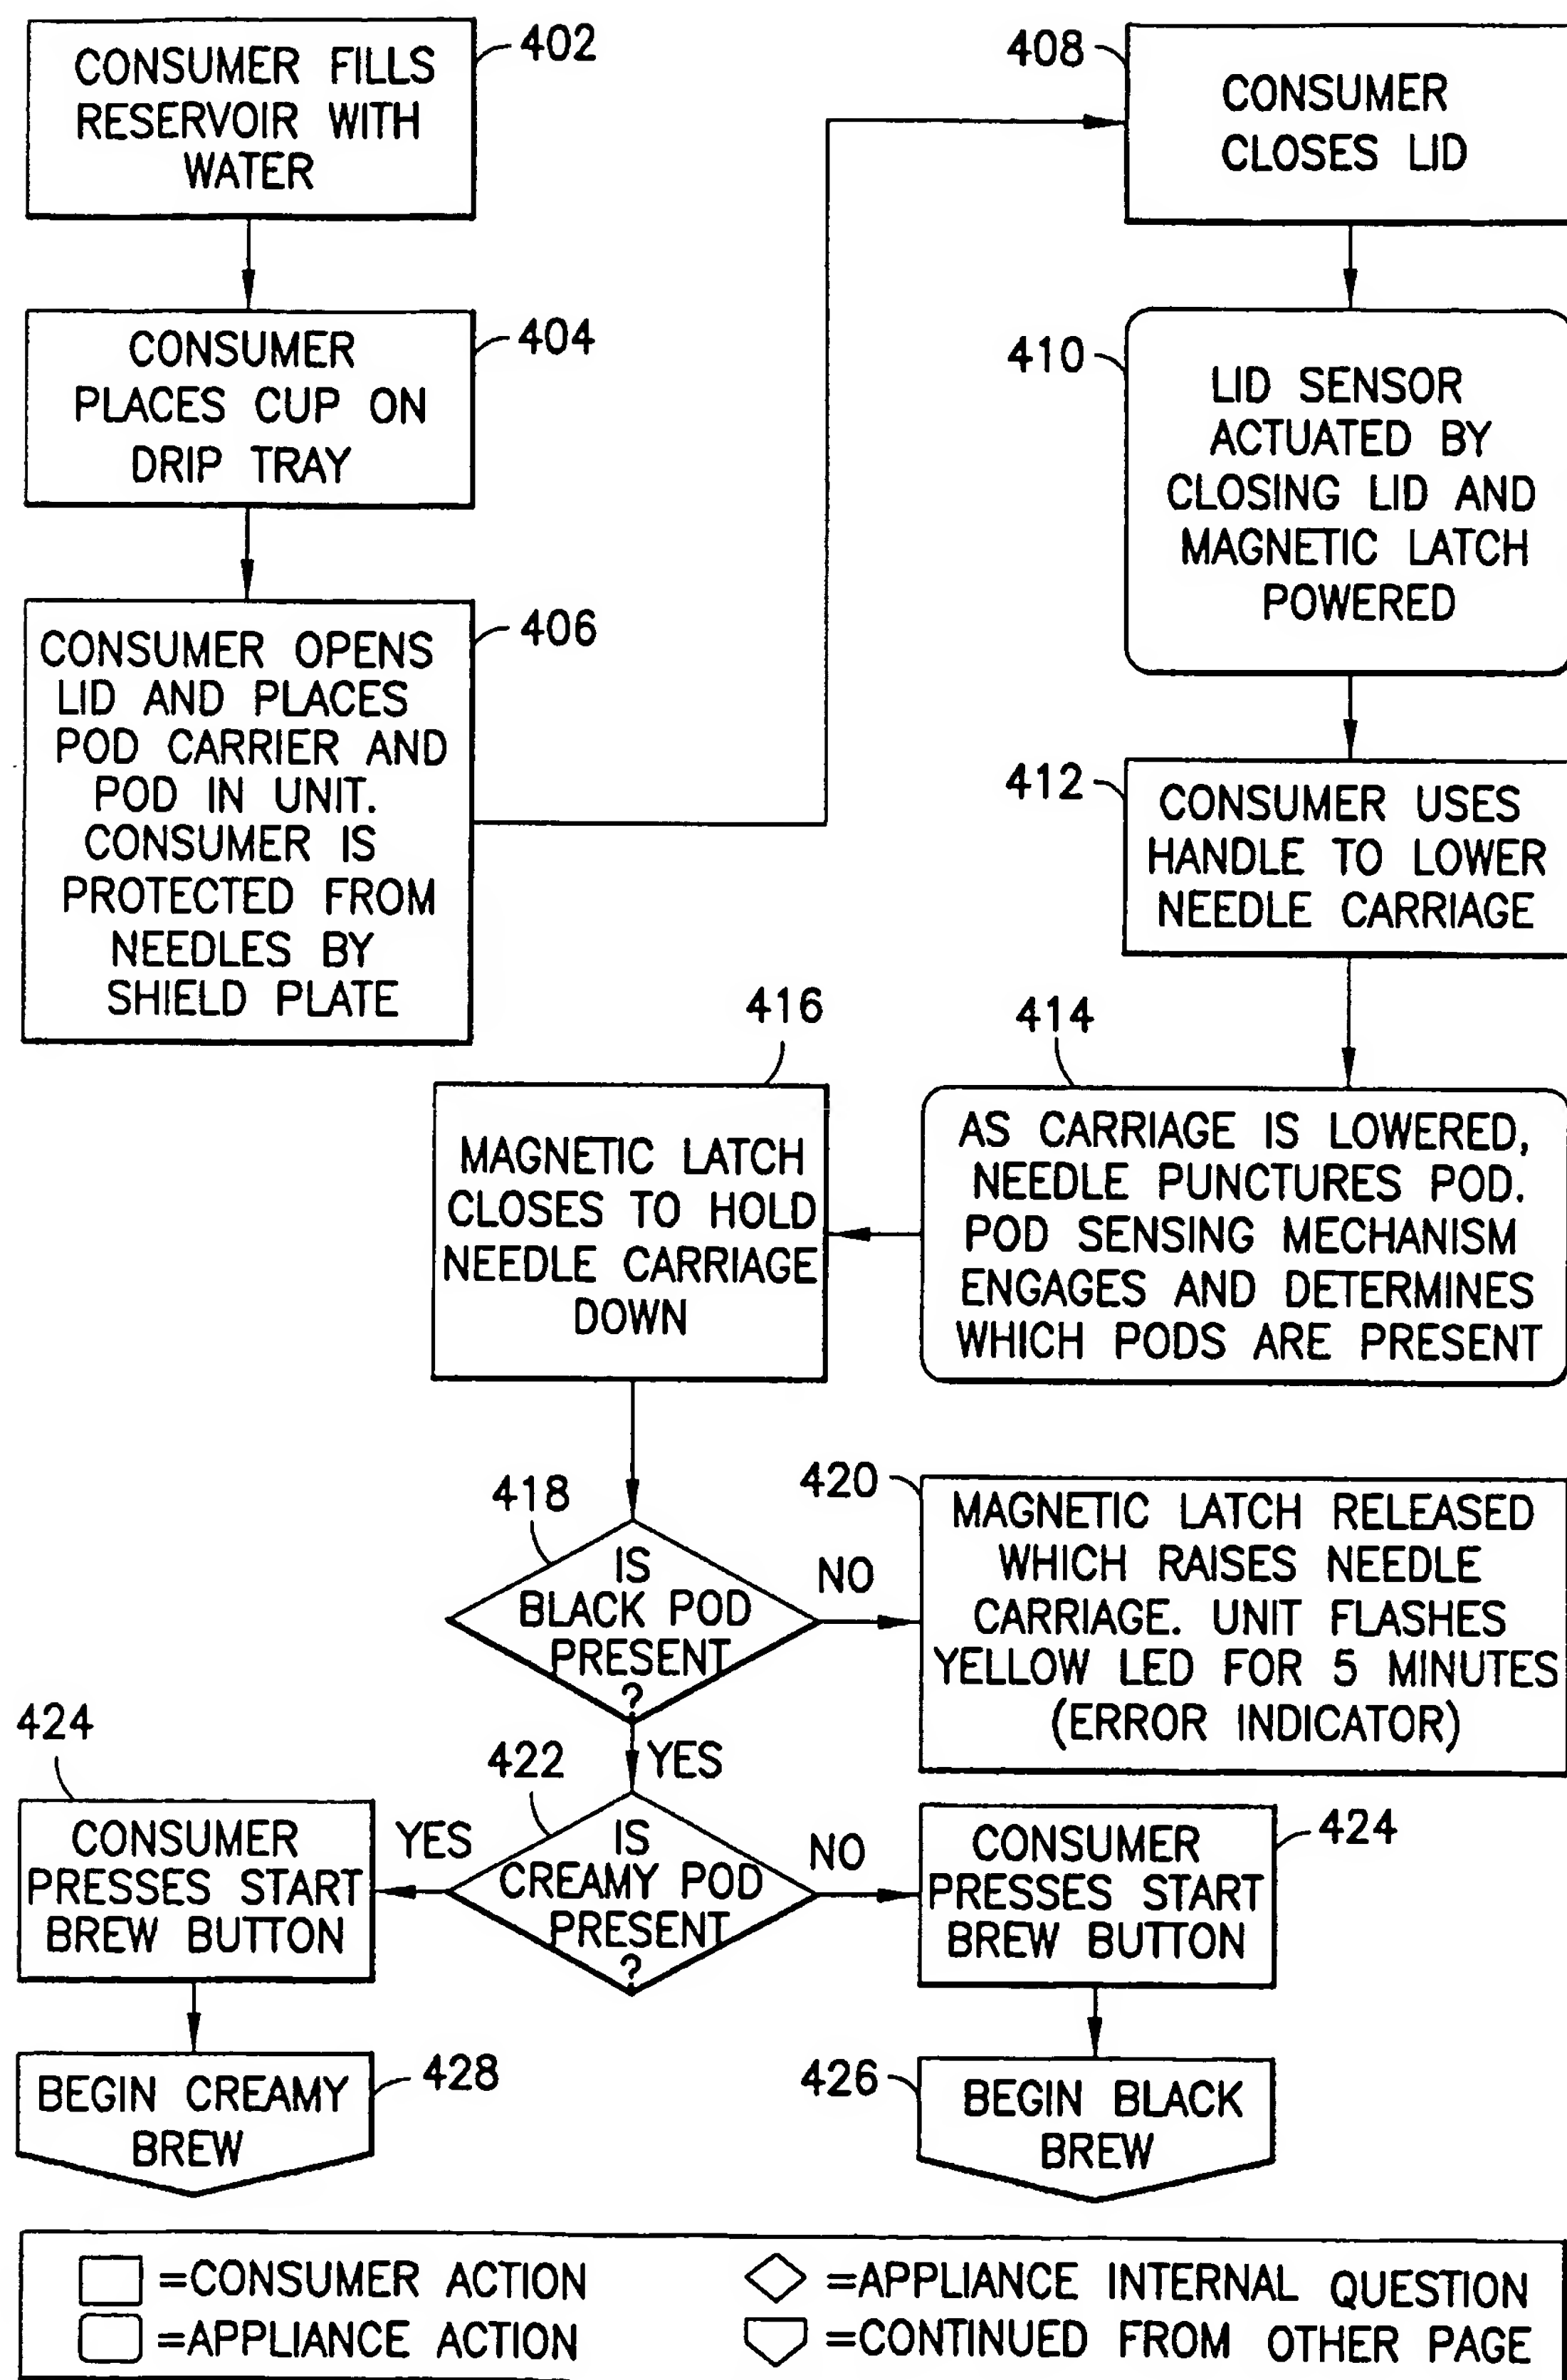 402
CONSUMER FILLS
RESERVOIR WITH
WATER
404
CONSUMER
PLACES CUP ON
DRIP TRAY
406
CONSUMER OPENS
LID AND PLACES
POD CARRIER AND
POD IN UNIT.
CONSUMER IS
PROTECTED FROM
NEEDLES BY
SHIELD PLATE
408
CONSUMER
CLOSES LID
410
LID SENSOR
ACTUATED BY
CLOSING LID AND
MAGNETIC LATCH
POWERED
412
CONSUMER USES
HANDLE TO LOWER
NEEDLE CARRIAGE
414
AS CARRIAGE IS LOWERED,
NEEDLE PUNCTURES POD.
POD SENSING MECHANISM
ENGAGES AND DETERMINES
WHICH PODS ARE PRESENT
416
MAGNETIC LATCH
CLOSES TO HOLD
NEEDLE CARRIAGE
DOWN
418
IS
BLACK POD
PRESENT
?
NO
420
MAGNETIC LATCH RELEASED
WHICH RAISES NEEDLE
CARRIAGE. UNIT FLASHES
YELLOW LED FOR 5 MINUTES
(ERROR INDICATOR)
YES
422
IS
CREAMY POD
PRESENT
?
YES
424
CONSUMER
PRESSES START
BREW BUTTON
NO
424
CONSUMER
PRESSES START
BREW BUTTON
428
BEGIN CREAMY
BREW
426
BEGIN BLACK
BREW
=CONSUMER ACTION
=APPLIANCE ACTION
=APPLIANCE INTERNAL QUESTION
=CONTINUED FROM OTHER PAGE